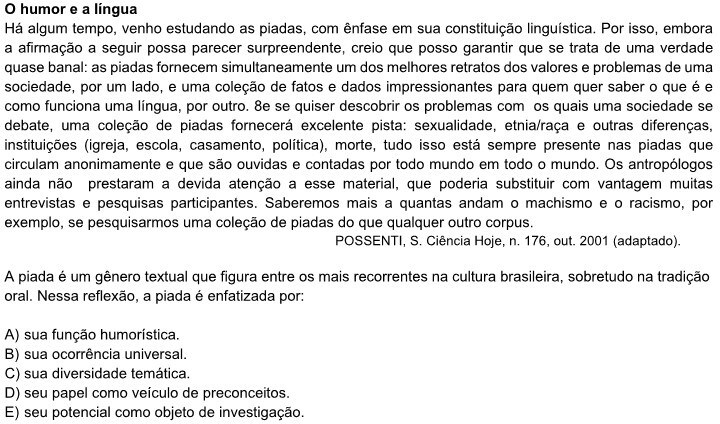 O humor e a língua
Há algum tempo, venho estudando as piadas, com ênfase em sua constituição linguística. Por isso, embora
a afirmação a seguir possa parecer surpreendente, creio que posso garantir que se trata de uma verdade
quase banal: as piadas fornecem simultaneamente um dos melhores retratos dos valores e problemas de uma
sociedade, por um lado, e uma coleção de fatos e dados impressionantes para quem quer saber o que é e
como funciona uma língua, por outro. 8e se quiser descobrir os problemas com os quais uma sociedade se
debate, uma coleção de piadas fornecerá excelente pista: sexualidade, etnia/raça e outras diferenças,
instituições (igreja, escola, casamento, política), morte, tudo isso está sempre presente nas piadas que
circulam anonimamente e que são ouvidas e contadas por todo mundo em todo o mundo. Os antropólogos
ainda não prestaram a devida atenção a esse material, que poderia substituir com vantagem muitas
entrevistas e pesquisas participantes. Saberemos mais a quantas andam o machismo e o racismo, por
exemplo, se pesquisarmos uma coleção de piadas do que qualquer outro corpus.
POSSENTI, S. Ciência Hoje, n. 176, out. 2001 (adaptado).
A piada é um gênero textual que figura entre os mais recorrentes na cultura brasileira, sobretudo na tradição
oral. Nessa reflexão, a piada é enfatizada por:
A) sua função humorística.
B) sua ocorrência universal.
C) sua diversidade temática.
D) seu papel como veículo de preconceitos.
E) seu potencial como objeto de investigação.